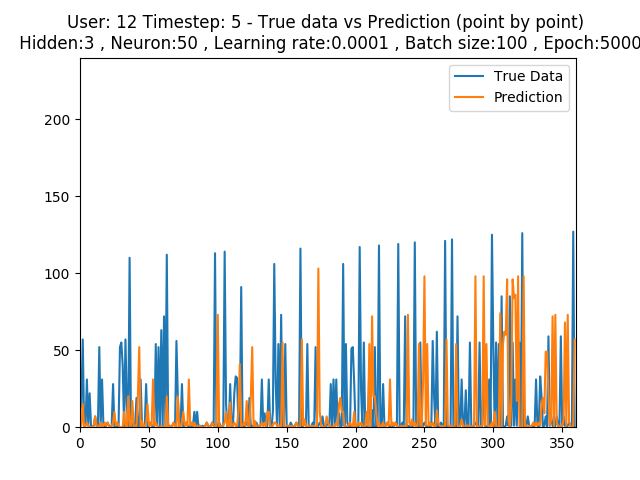 User: 12 Timestep: 5 - True data vs Prediction (point by point)
Hidden:3 , Neuron:50 , Learning rate:0.0001 , Batch size:100 , Epoch:5000
True Data
Prediction
200
150
100
50
0
0 50 100 150 200 250 300 350